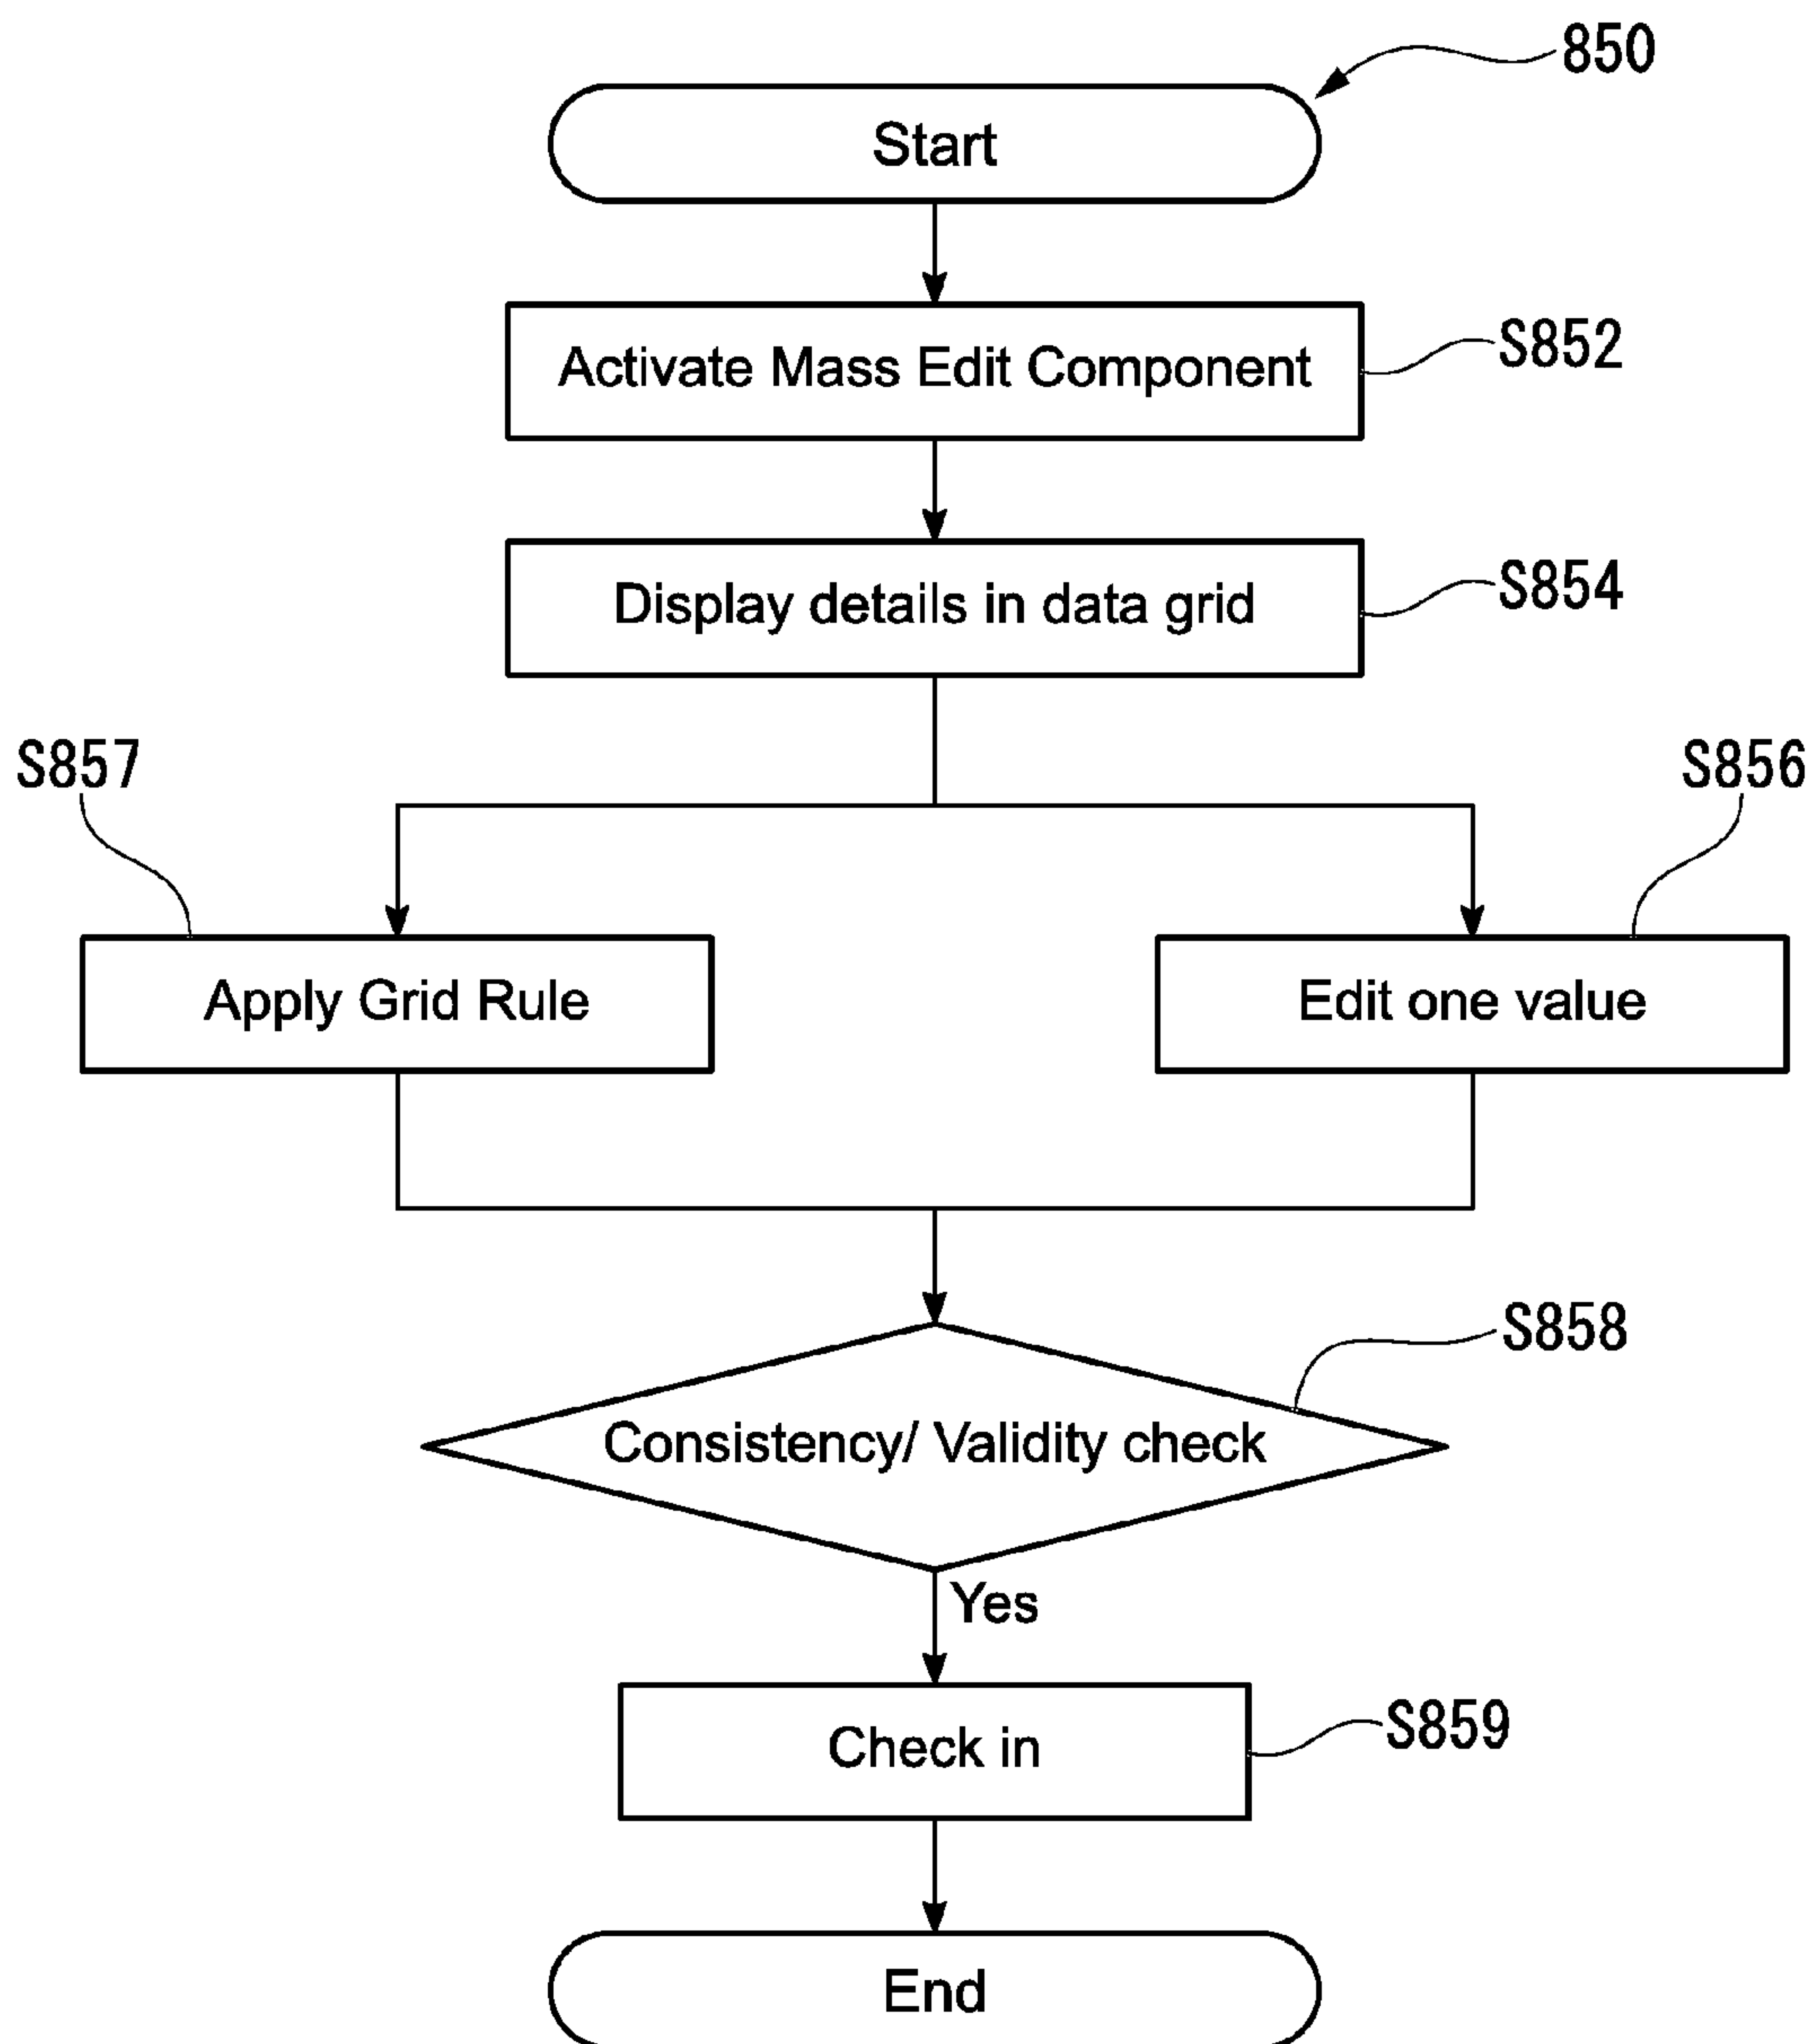 850
Start
Activate Mass Edit Component
S852
Display details in data grid
S854
S857
S856
Apply Grid Rule
Edit one value
S858
Consistency/ Validity check
Yes
Check in
S859
End